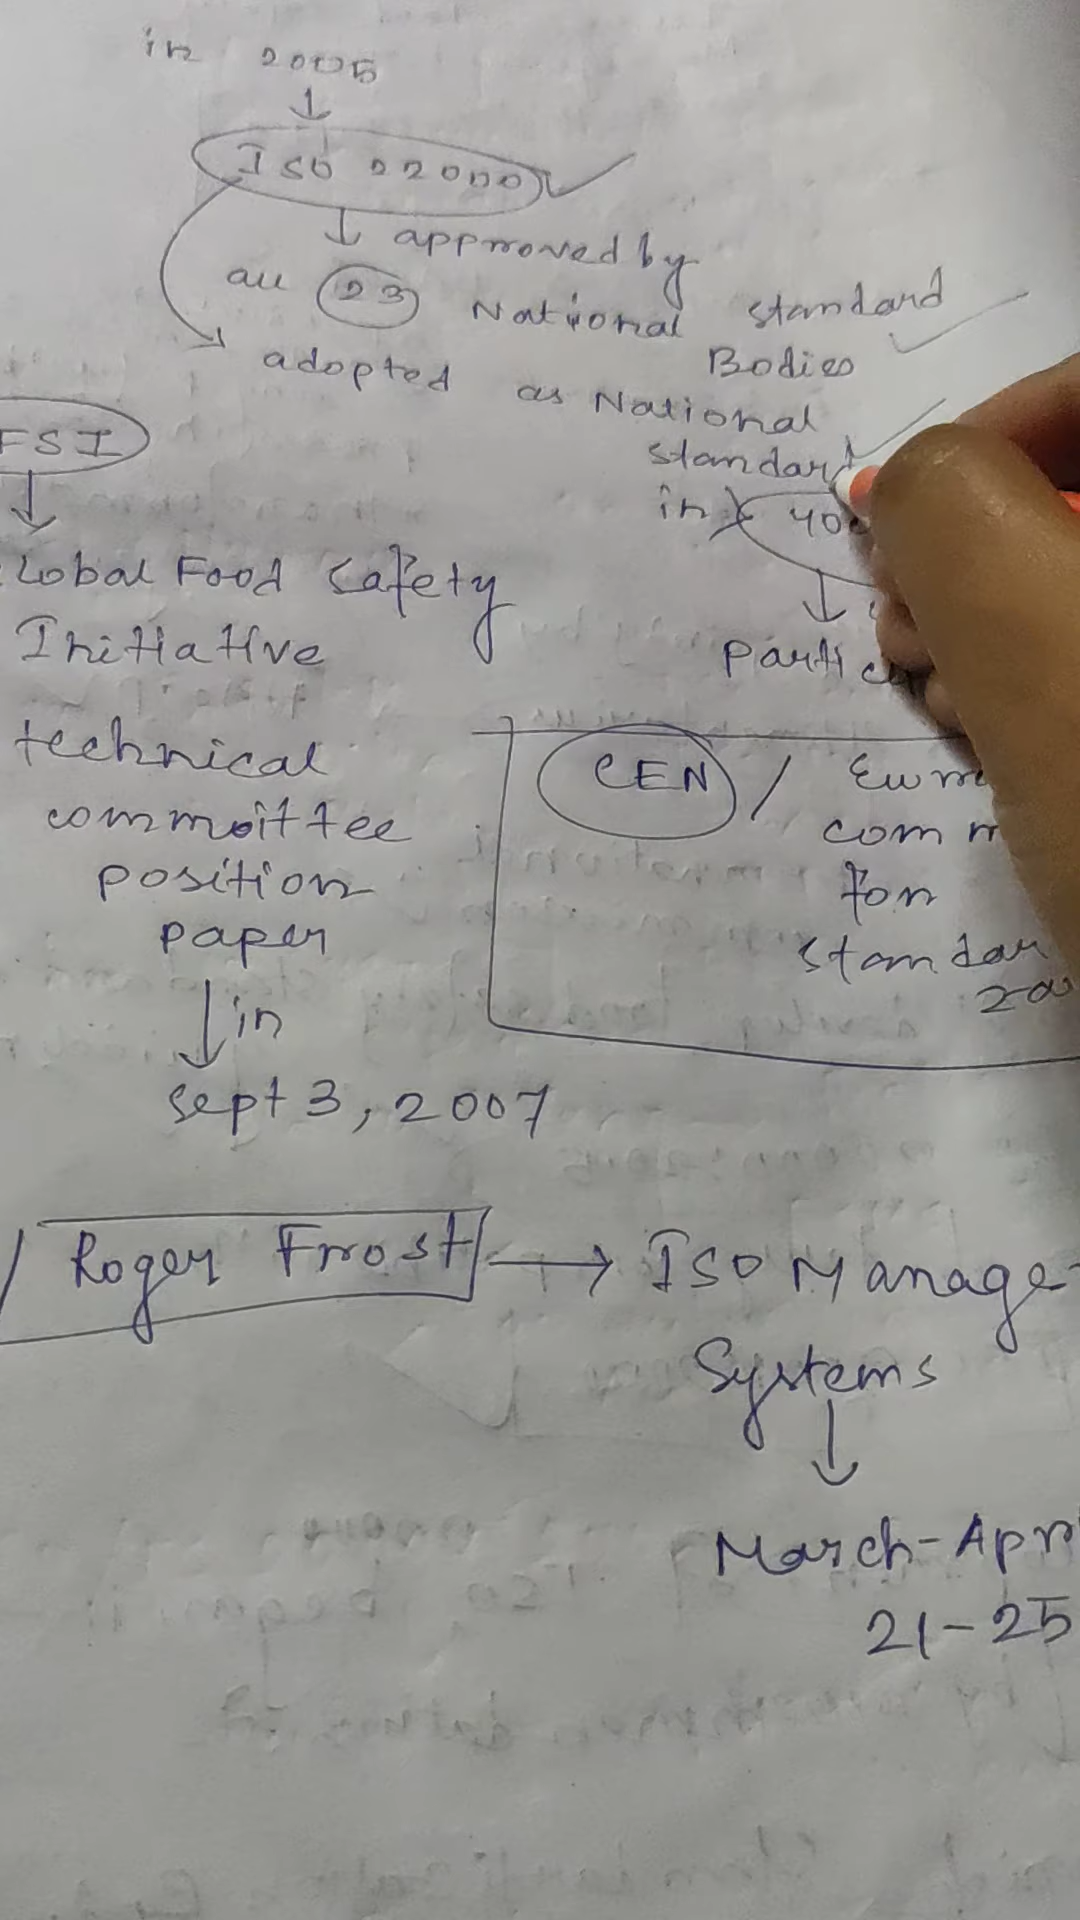 in 2005
ISO 22000
approved by
all 23 National standard
Bodies
adopted as National
standard
in 40
FSI
Global Food Safety
Initiative
technical
committee
position
paper
in
Sept 3, 2007
CEN /
for
Roger Frost → ISO Manage-
Systems
March-Apri
21-25